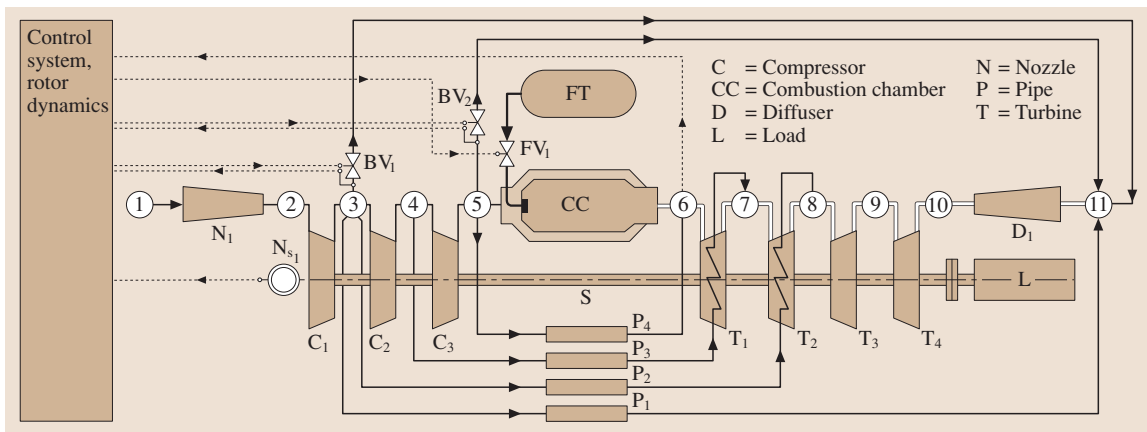 Control
system,
rotor
dynamics
BV₂
BV₁
FT
FV₁
C = Compressor
CC = Combustion chamber
D = Diffuser
L = Load
N = Nozzle
P = Pipe
T = Turbine
1
N₁
2
3
4
5
CC
6
7
8
9
10
D₁
11
Nₛ₁
S
L
C₁
C₂
C₃
T₁
T₂
T₃
T₄
P₄
P₃
P₂
P₁